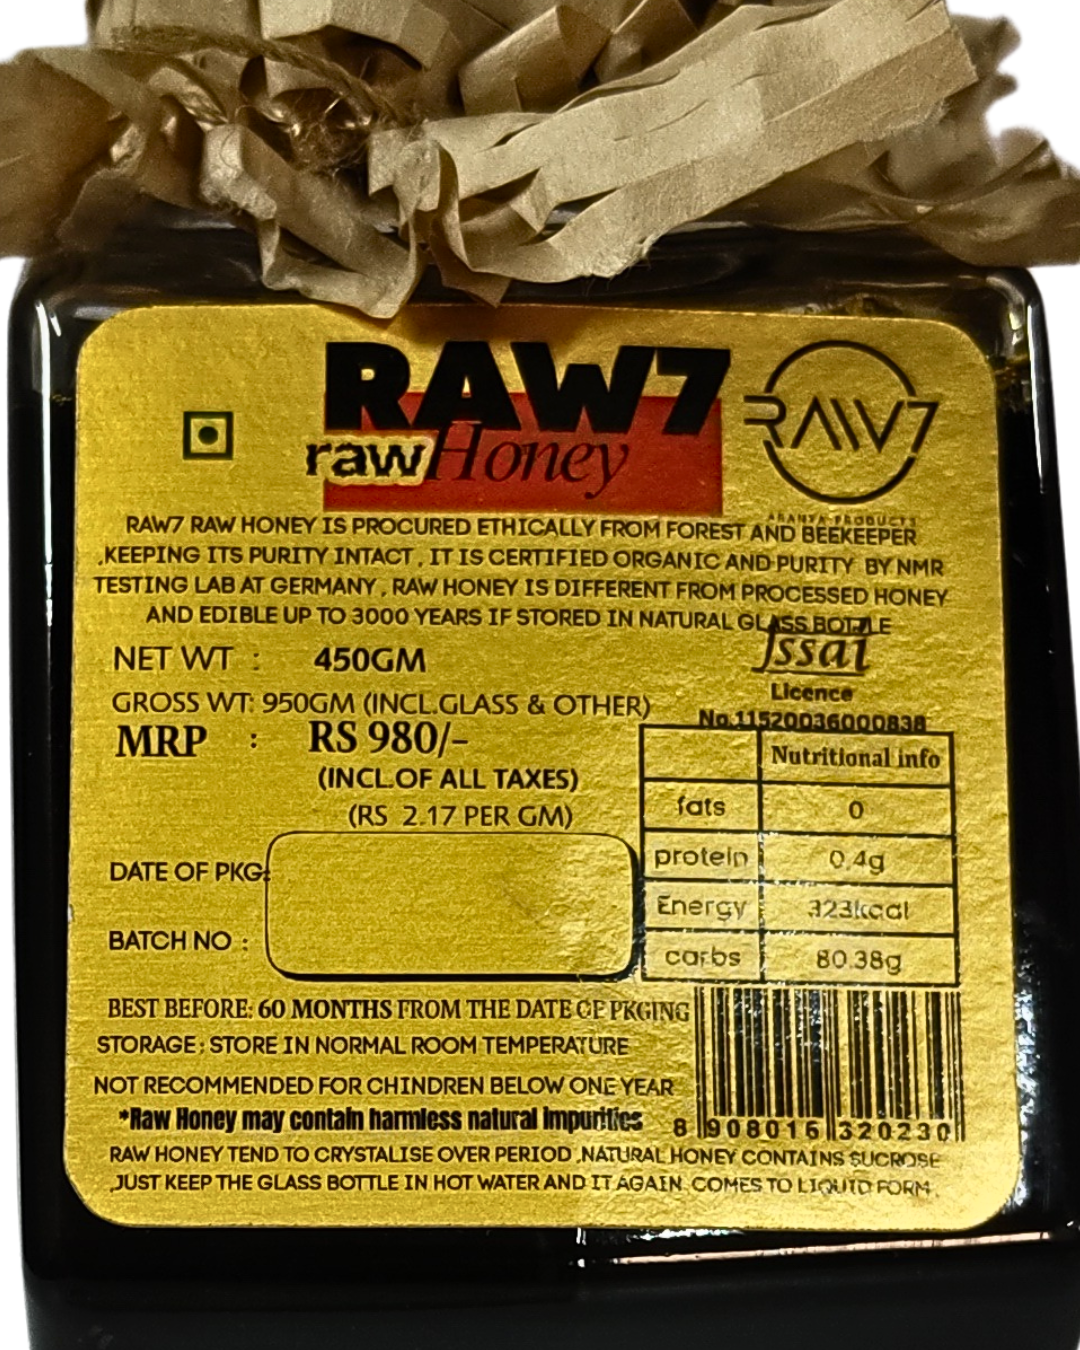 RAW7
raw Honey
RAW7
ARANYA PRODUCTS
RAW7 RAW HONEY IS PROCURED ETHICALLY FROM FOREST AND BEEKEEPER
,KEEPING ITS PURITY INTACT , IT IS CERTIFIED ORGANIC AND PURITY BY NMR
TESTING LAB AT GERMANY , RAW HONEY IS DIFFERENT FROM PROCESSED HONEY
AND EDIBLE UP TO 3000 YEARS IF STORED IN NATURAL GLASS BOTTLE
fssai
Licence
No.11520036000838
NET WT : 450GM
GROSS WT: 950GM (INCL.GLASS & OTHER)
MRP : RS 980/-
(INCL.OF ALL TAXES)
(RS 2.17 PER GM)
Nutritional info
fats 0
protein 0.4g
Energy 323kcal
carbs 80.38g
DATE OF PKG:
BATCH NO :
BEST BEFORE: 60 MONTHS FROM THE DATE OF PKGING
STORAGE: STORE IN NORMAL ROOM TEMPERATURE
NOT RECOMMENDED FOR CHINDREN BELOW ONE YEAR
*Raw Honey may contain harmless natural impurities
8 908016 320230
RAW HONEY TEND TO CRYSTALISE OVER PERIOD ,NATURAL HONEY CONTAINS SUCROSE
,JUST KEEP THE GLASS BOTTLE IN HOT WATER AND IT AGAIN COMES TO LIQUID FORM.